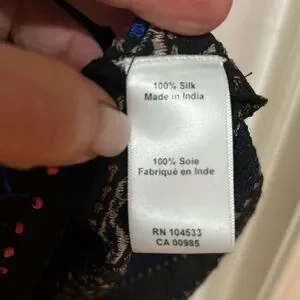 100% Silk
Made in India
100% Soie
Fabriqué en Inde
RN 104533
CA 00985